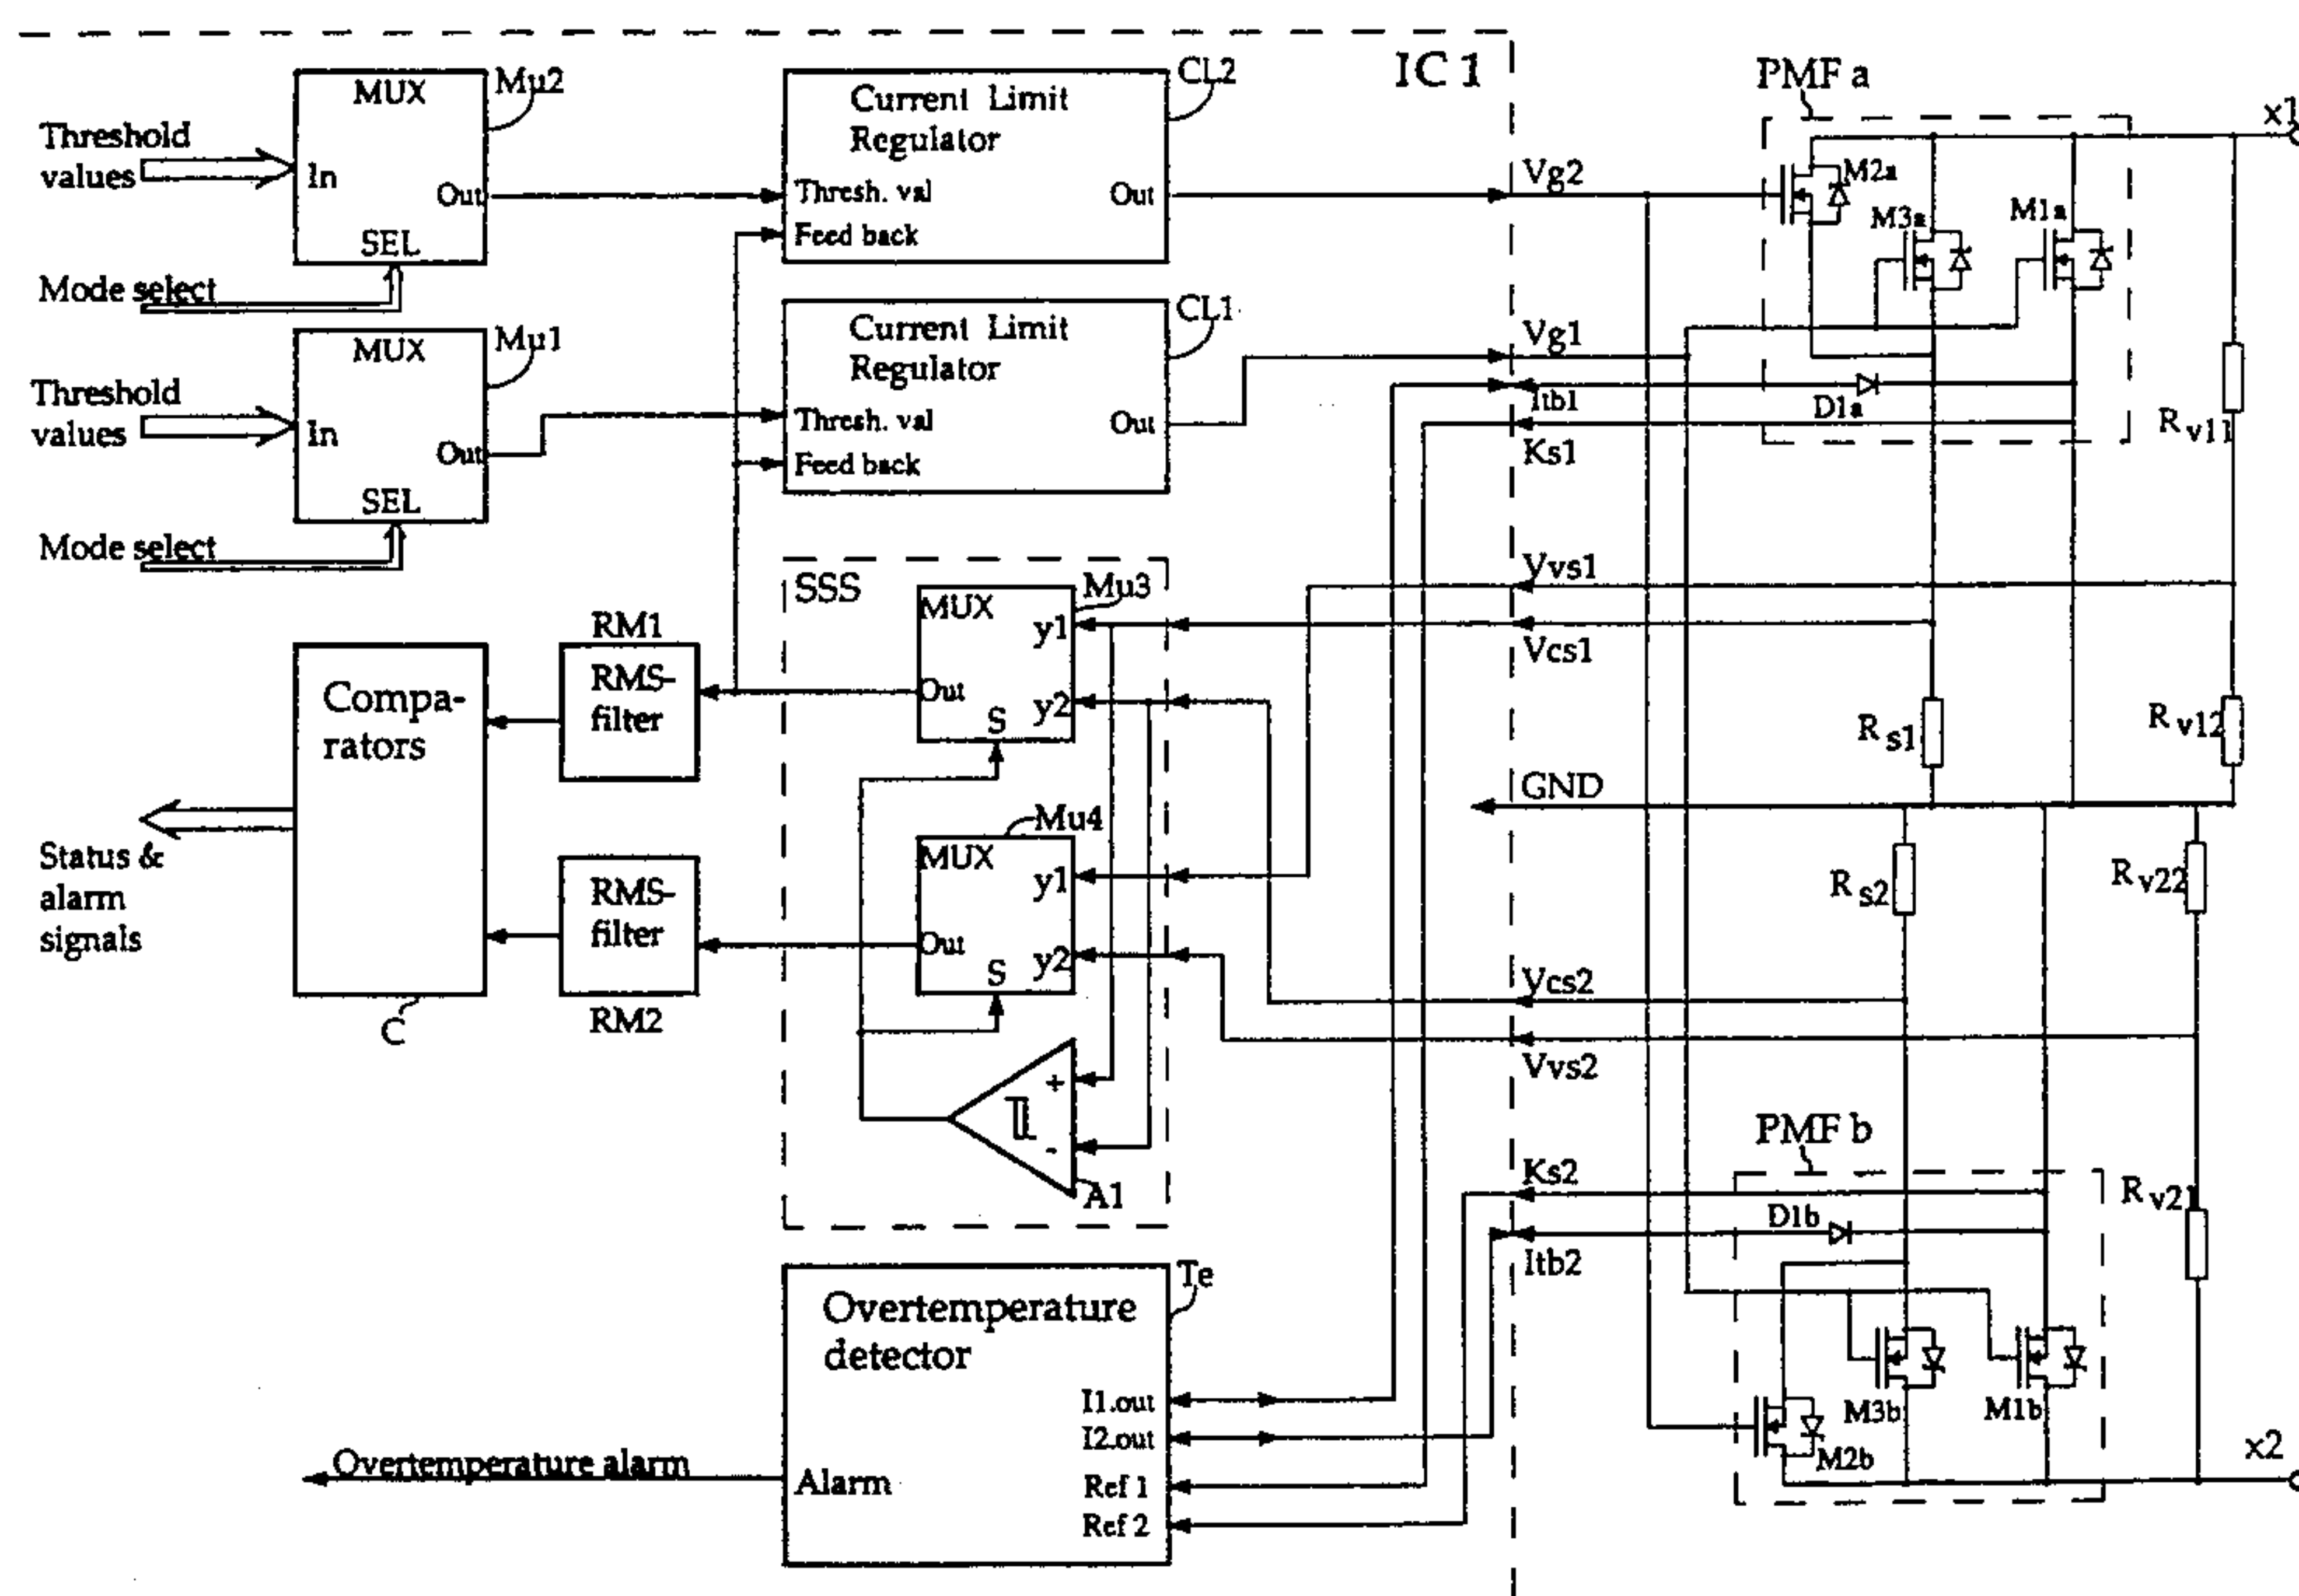 IC 1
MUX
Mu2
Threshold
values
In
Out
SEL
Mode select
Current Limit
Regulator
CL2
Thresh. val
Out
Feed back
MUX
Mu1
Threshold
values
In
Out
SEL
Mode select
Current Limit
Regulator
CL1
Thresh. val
Out
Feed back
SSS
MUX
Mu3
y1
Out
y2
S
Mu4
MUX
y1
Out
y2
S
+
-
A1
RM1
RMS-
filter
RMS-
filter
RM2
Compa-
rators
C
Status &
alarm
signals
Overtemperature
detector
Te
I1.out
I2.out
Ref 1
Ref 2
Alarm
Overtemperature alarm
Vg2
Vg1
Itb1
Ks1
Vvs1
Vcs1
GND
Vcs2
Vvs2
Ks2
Itb2
PMF a
x1
M2a
M3a
M1a
D1a
Rv11
Rs1
Rv12
Rs2
Rv22
PMF b
Rv21
D1b
M3b
M1b
M2b
x2